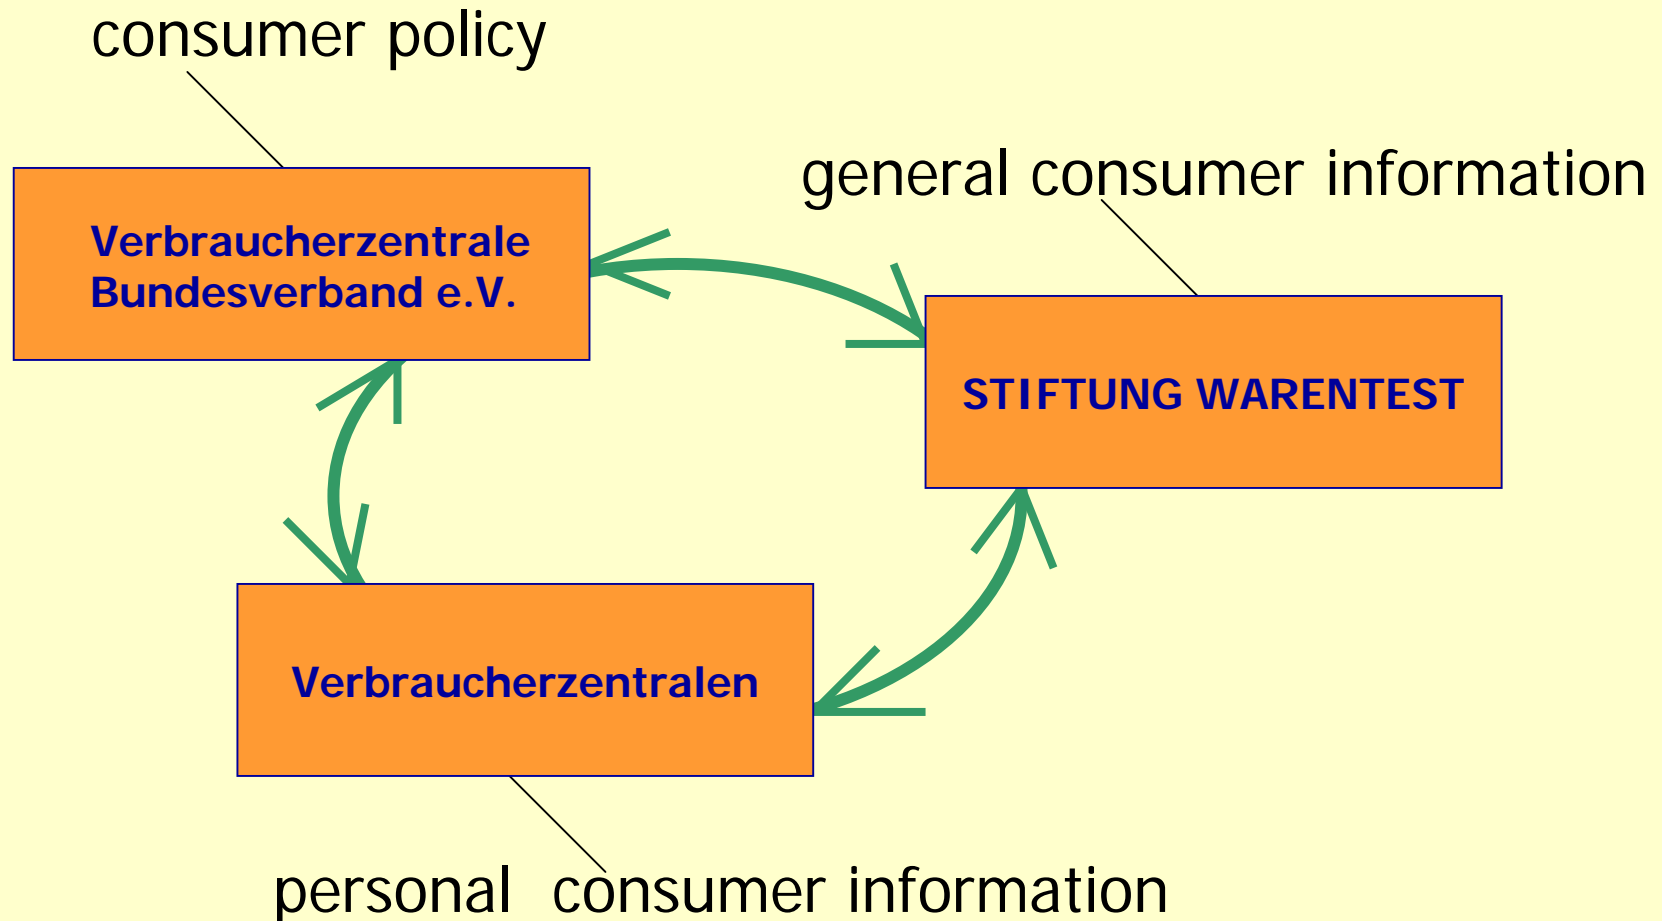 consumer policy
general consumer information
Verbraucherzentrale
Bundesverband e.V.
STIFTUNG WARENTEST
Verbraucherzentralen
personal consumer information